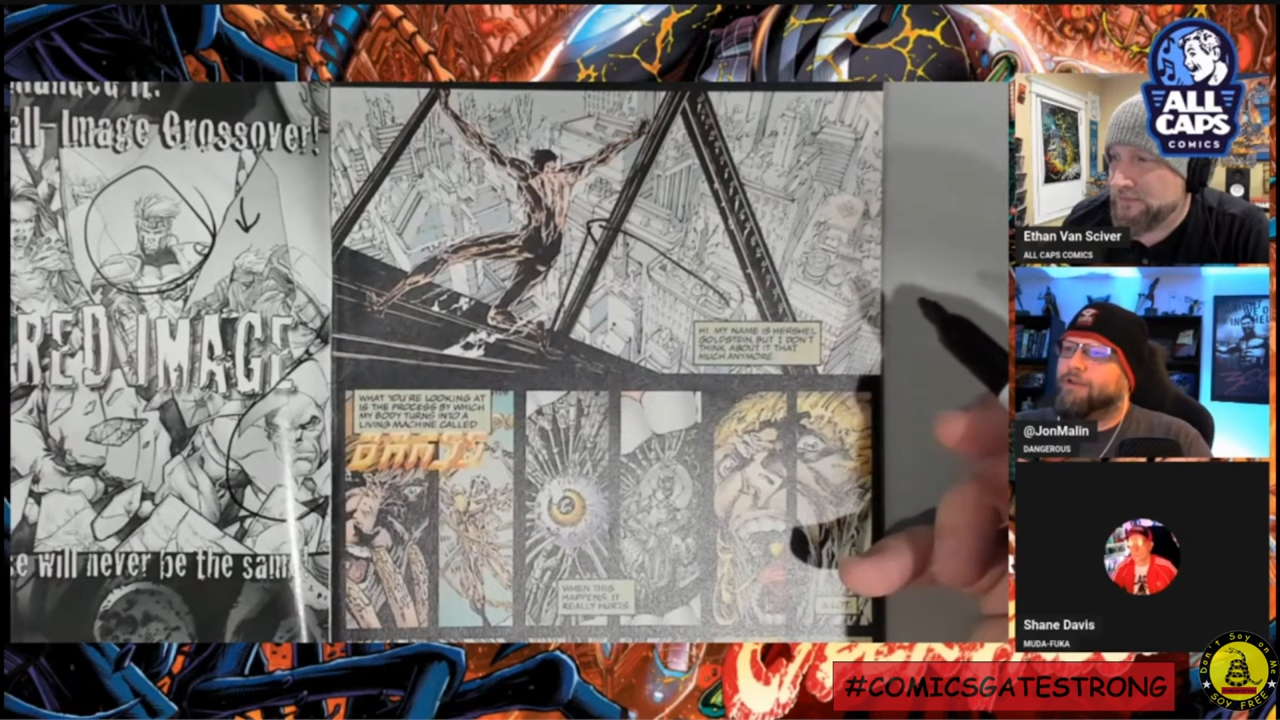 all-Image Crossover!
RED IMAGE
e will never be the sam
HI. MY NAME IS HERSHEL
GOLDSTEIN, BUT I DON'T
THINK ABOUT IT THAT
MUCH ANYMORE.
WHAT YOU'RE LOOKING AT
IS THE PROCESS BY WHICH
MY BODY TURNS INTO A
LIVING MACHINE CALLED
WHEN THIS
HAPPENS, IT
REALLY HURTS
A LOT.
ALL
CAPS
COMICS
Ethan Van Sciver
ALL CAPS COMICS
@JonMalin
DANGEROUS
Shane Davis
MUDA-FUKA
#COMICSGATESTRONG
Don't Soy on Me
SOY FREE